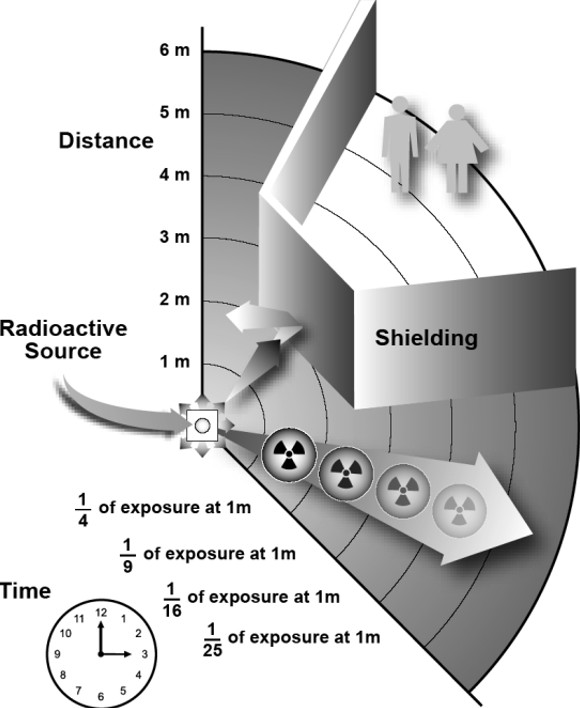 6 m
5 m
Distance
4 m
3 m
2 m
Radioactive
Source
Shielding
1 m
1/4 of exposure at 1m
1/9 of exposure at 1m
Time
1/16 of exposure at 1m
1/25 of exposure at 1m
12
1
2
3
4
5
6
7
8
9
10
11